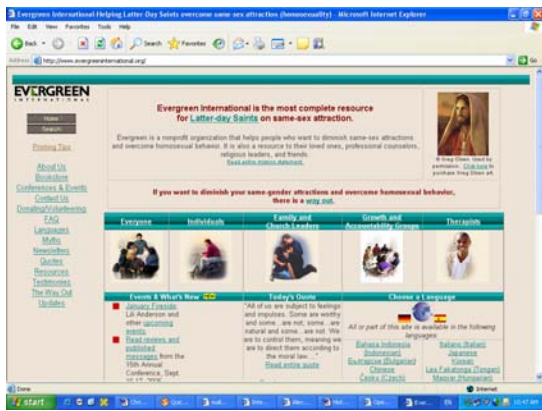 Evergreen International Helping Latter-Day Saints overcome same-sex attraction (homosexuality) - Microsoft Internet Explorer
File Edit View Favorites Tools Help
Back Search Favorites
Address http://www.evergreeninternational.org/ Go
EVERGREEN
INTERNATIONAL
Home
Search
Printing Tips
About Us
Bookstore
Conferences & Events
Contact Us
Donating/Volunteering
FAQ
Languages
Myths
Newsletters
Quotes
Resources
Testimonies
The Way Out
Updates
Evergreen International is the most complete resource
for Latter-day Saints on same-sex attraction.
Evergreen is a nonprofit organization that helps people who want to diminish same-sex attractions
and overcome homosexual behavior. It is also a resource to their loved ones, professional counselors,
religious leaders, and friends.
Read entire mission statement.
© Greg Olsen. Used by
permission. Click here to
purchase Greg Olsen art.
If you want to diminish your same-gender attractions and overcome homosexual behavior,
there is a way out.
Everyone
Individuals
Family and
Church Leaders
Growth and
Accountability Groups
Therapists
Events & What's New
January Fireside
Lili Anderson and
other upcoming
events
Read reviews and
published
messages from the
15th Annual
Conference, Sept.
Today's Quote
"All of us are subject to feelings
and impulses. Some are worthy
and some...are not; some...are
natural and some...are not. We
are to control them, meaning we
are to direct them according to
the moral law...."
Read entire quote
Choose a Language
All or part of this site is available in the following
languages:
Bahasa Indonesia
(Indonesian)
Български (Bulgarian)
Chinese
Česky (Czech)
Italiano (Italian)
Japanese
Korean
Lea Fakatonga (Tongan)
Magyar (Hungarian)
Done
Internet
start
10:47 AM